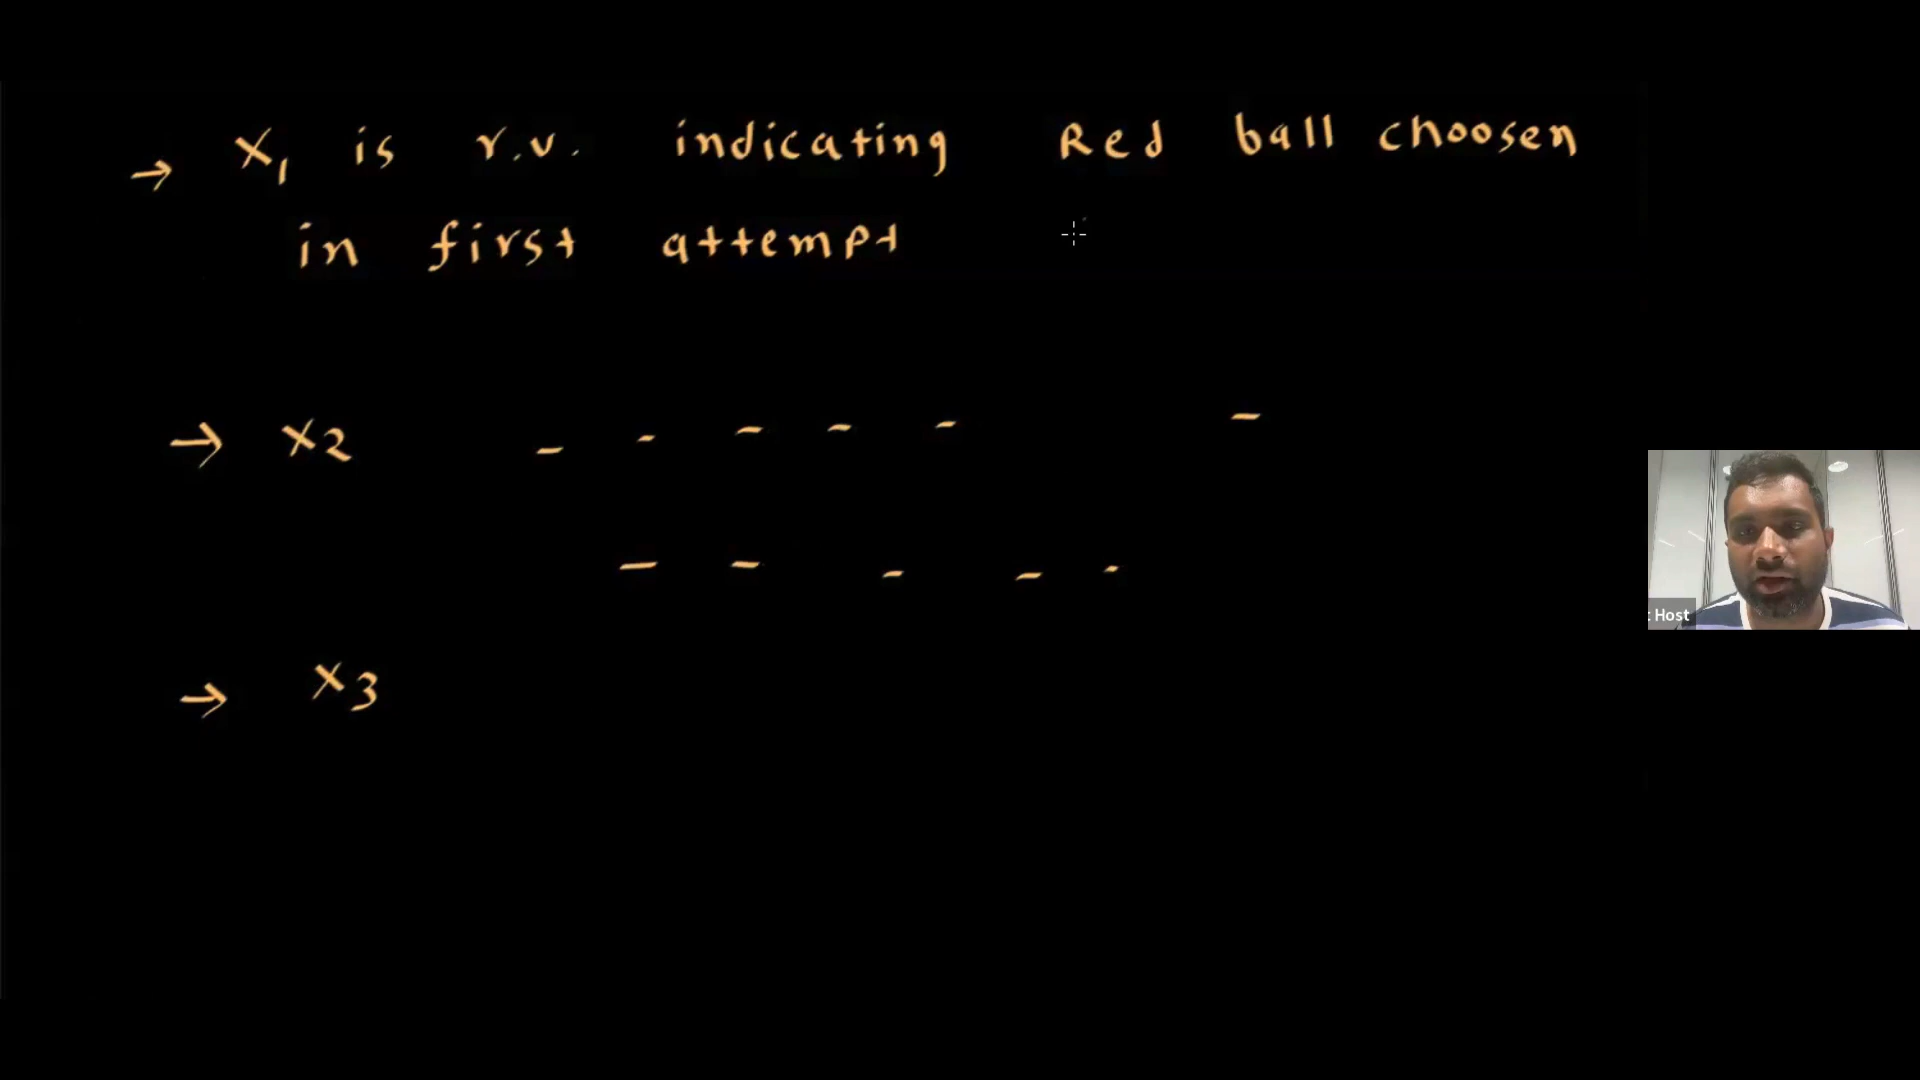 → X₁ is r.v. indicating Red ball choosen
in first attempt
→ X₂ - - - - - -
- - - - -
→ X₃
Host